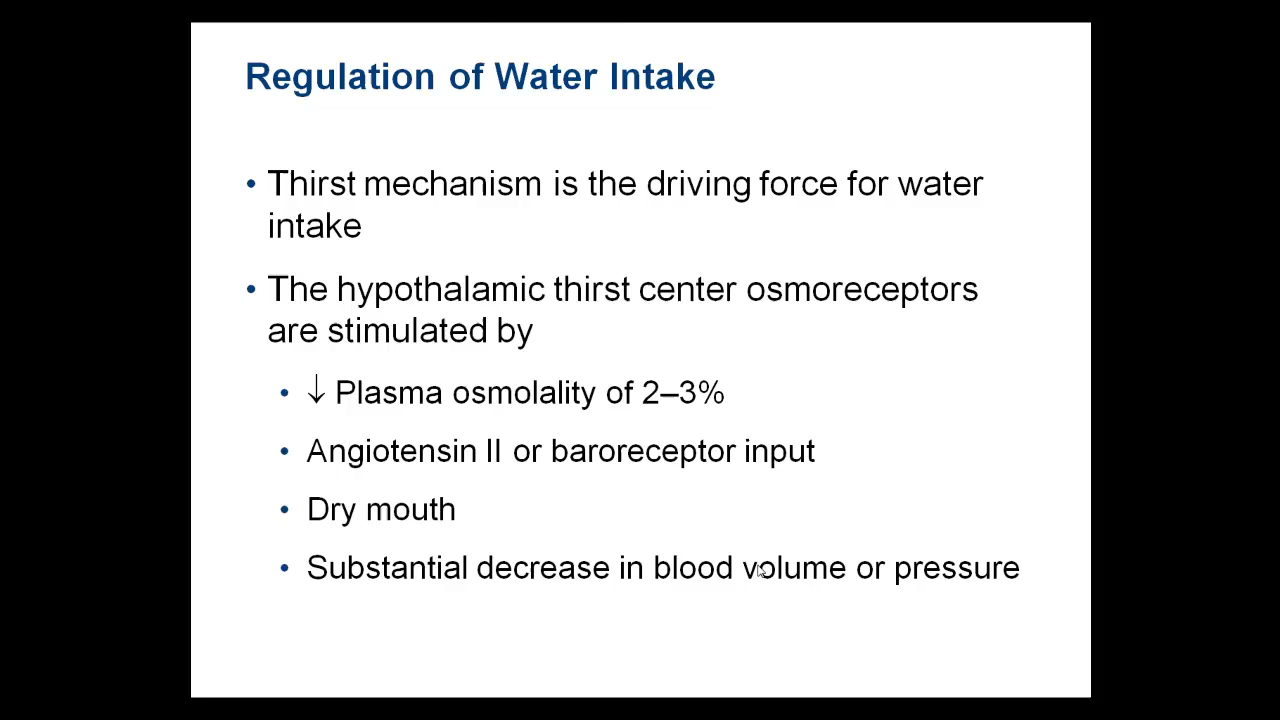 Regulation of Water Intake
• Thirst mechanism is the driving force for water
intake
• The hypothalamic thirst center osmoreceptors
are stimulated by
• ↓ Plasma osmolality of 2–3%
• Angiotensin II or baroreceptor input
• Dry mouth
• Substantial decrease in blood volume or pressure